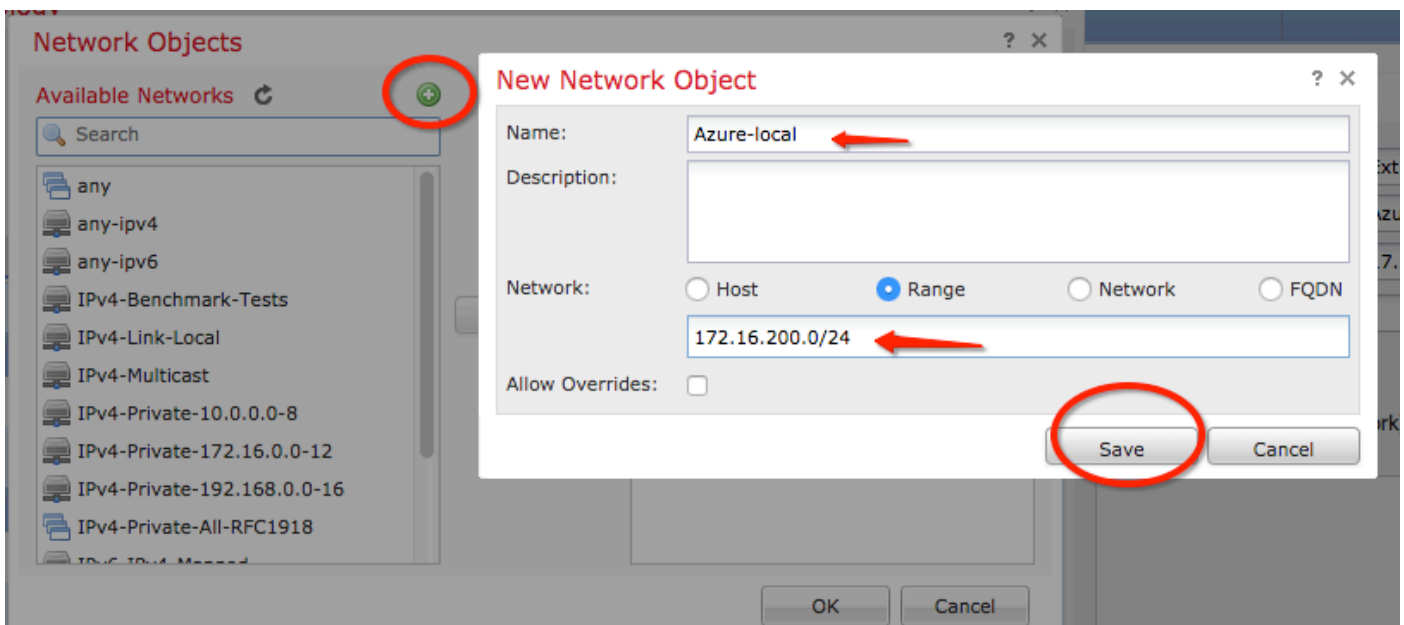 Network Objects
? ×
Available Networks
Search
any
any-ipv4
any-ipv6
IPv4-Benchmark-Tests
IPv4-Link-Local
IPv4-Multicast
IPv4-Private-10.0.0.0-8
IPv4-Private-172.16.0.0-12
IPv4-Private-192.168.0.0-16
IPv4-Private-All-RFC1918
OK
Cancel
New Network Object
? ×
Name:
Azure-local
Description:
Network:
Host
Range
Network
FQDN
172.16.200.0/24
Allow Overrides:
Save
Cancel